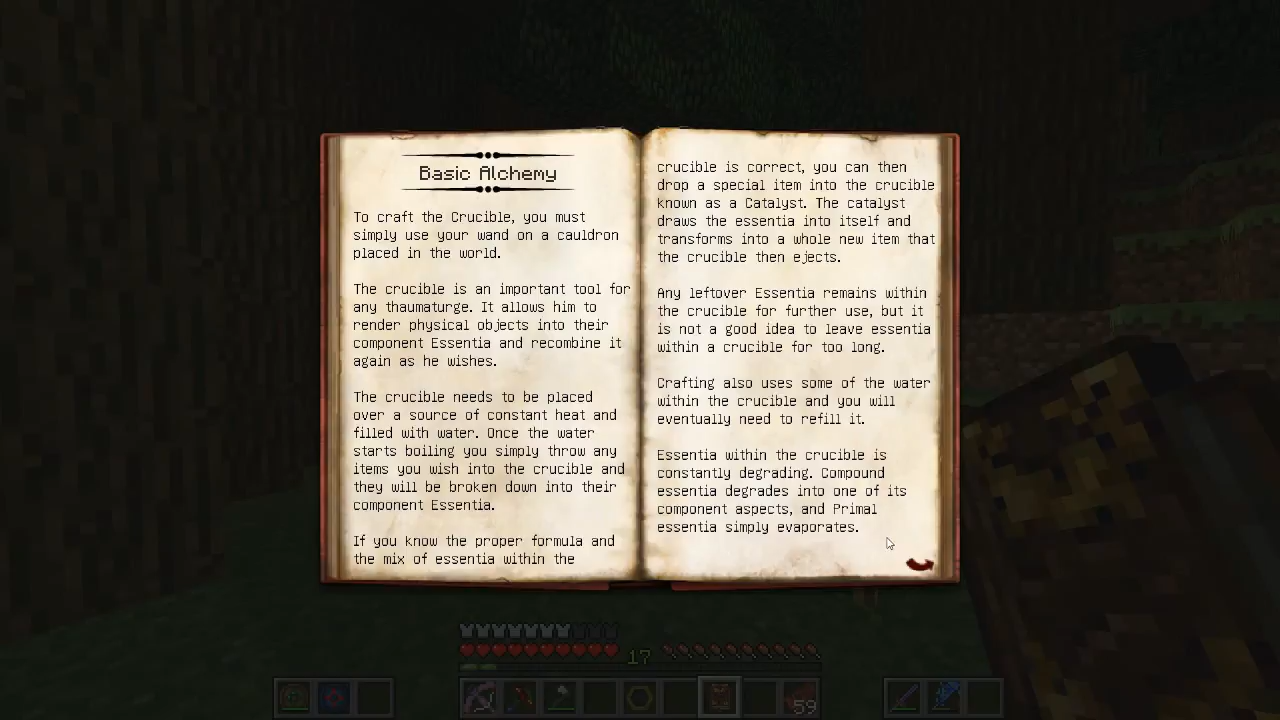 Basic Alchemy
To craft the Crucible, you must
simply use your wand on a cauldron
placed in the world.
The crucible is an important tool for
any thaumaturge. It allows him to
render physical objects into their
component Essentia and recombine it
again as he wishes.
The crucible needs to be placed
over a source of constant heat and
filled with water. Once the water
starts boiling you simply throw any
items you wish into the crucible and
they will be broken down into their
component Essentia.
If you know the proper formula and
the mix of essentia within the
crucible is correct, you can then
drop a special item into the crucible
known as a Catalyst. The catalyst
draws the essentia into itself and
transforms into a whole new item that
the crucible then ejects.
Any leftover Essentia remains within
the crucible for further use, but it
is not a good idea to leave essentia
within a crucible for too long.
Crafting also uses some of the water
within the crucible and you will
eventually need to refill it.
Essentia within the crucible is
constantly degrading. Compound
essentia degrades into one of its
component aspects, and Primal
essentia simply evaporates.
17
59